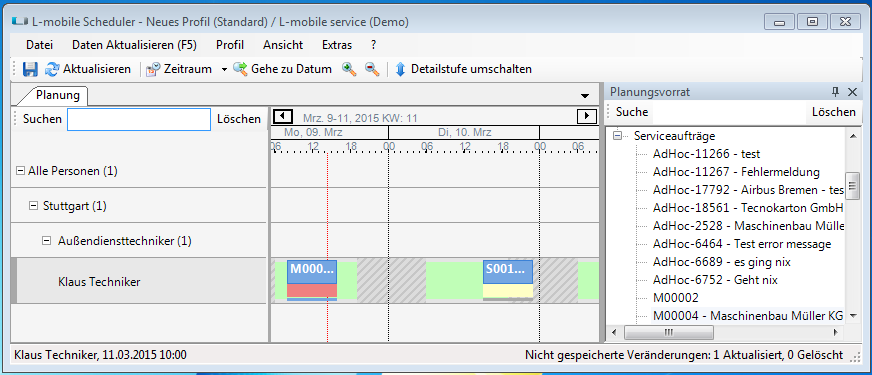 L-mobile Scheduler - Neues Profil (Standard) / L-mobile service (Demo)
Datei Daten Aktualisieren (F5) Profil Ansicht Extras ?
Aktualisieren Zeitraum Gehe zu Datum Detailstufe umschalten
Planung
Suchen Löschen
Mrz. 9-11, 2015 KW: 11
Mo, 09. Mrz Di, 10. Mrz
06 12 18 00 06 12 18 00 06
Alle Personen (1)
Stuttgart (1)
Außendiensttechniker (1)
Klaus Techniker
M000...
S001...
Planungsvorrat
Suche Löschen
Serviceaufträge
AdHoc-11266 - test
AdHoc-11267 - Fehlermeldung
AdHoc-17792 - Airbus Bremen - tes
AdHoc-18561 - Tecnokarton GmbH
AdHoc-2528 - Maschinenbau Mülle
AdHoc-6464 - Test error message
AdHoc-6689 - es ging nix
AdHoc-6752 - Geht nix
M00002
M00004 - Maschinenbau Müller KG
Klaus Techniker, 11.03.2015 10:00
Nicht gespeicherte Veränderungen: 1 Aktualisiert, 0 Gelöscht